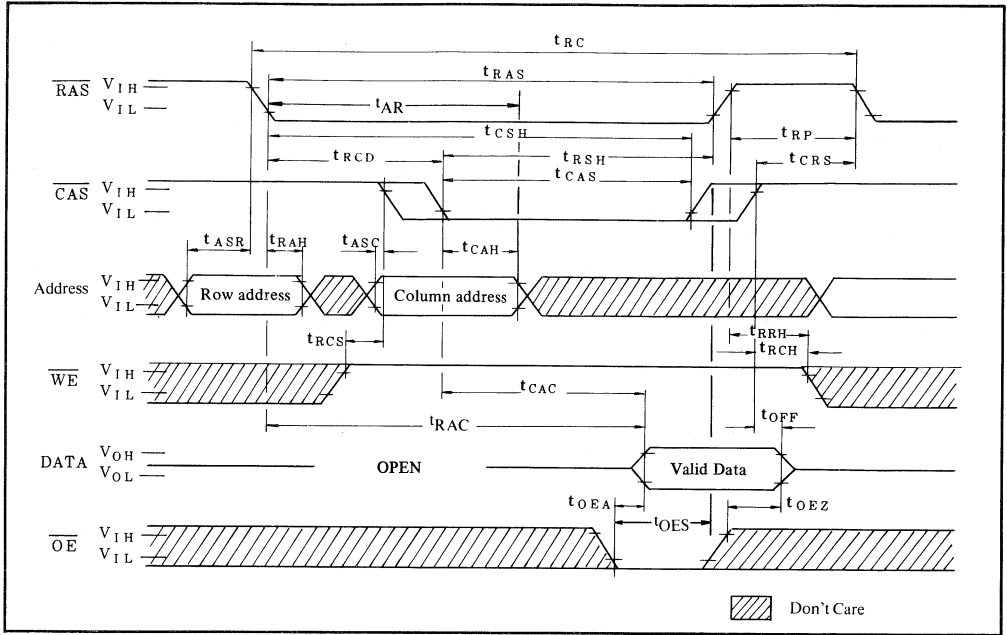 tRC
tRAS
RAS VIH
VIL
tAR
tCSH
tRP
tRCD
tRSH
tCRS
tCAS
CAS VIH
VIL
tASR
tRAH
tASC
tCAH
Address VIH
VIL
Row address
Column address
tRCS
tRRH
tRCH
WE VIH
VIL
tCAC
tOFF
tRAC
DATA VOH
VOL
OPEN
Valid Data
tOEA
tOES
tOEZ
OE VIH
VIL
Don't Care